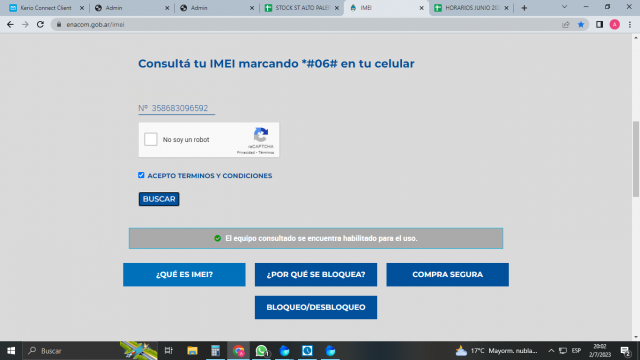 Kerio Connect Client
Admin
Admin
STOCK ST ALTO PALER
IMEI
HORARIOS JUNIO 20
enacom.gob.ar/imei
A
Consultá tu IMEI marcando *#06# en tu celular
Nº 358683096592
No soy un robot
reCAPTCHA
Privacidad • Términos
ACEPTO TERMINOS Y CONDICIONES
BUSCAR
El equipo consultado se encuentra habilitado para el uso.
¿QUÉ ES IMEI?
¿POR QUÉ SE BLOQUEA?
COMPRA SEGURA
BLOQUEO/DESBLOQUEO
Buscar
17°C Mayorm. nubla...
ESP
20:02
2/7/2023